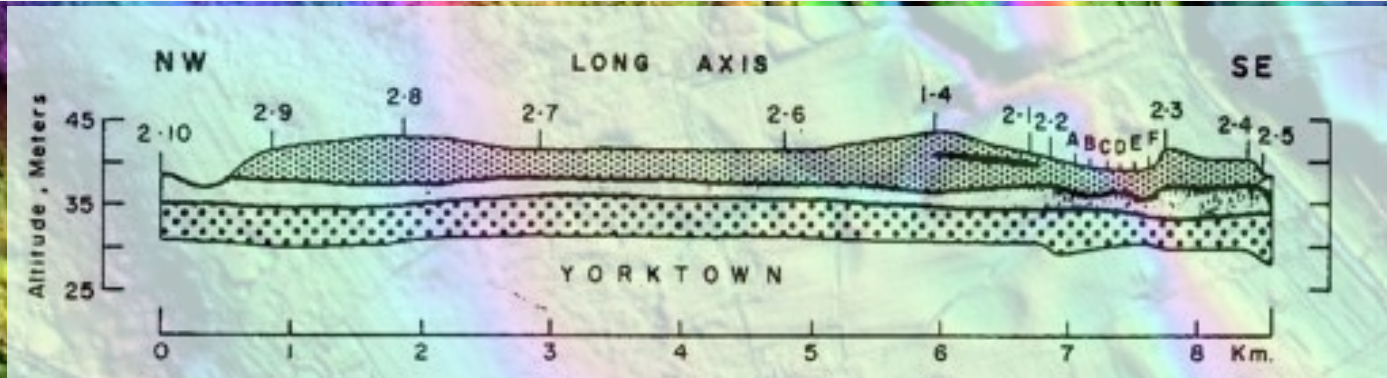 NW LONG AXIS SE
Altitude, Meters
45
35
25
2·10
2·9
2·8
2·7
2·6
1·4
2·1
2·2
A B C D E F
2·3
2·4
2·5
YORKTOWN
0 1 2 3 4 5 6 7 8 Km.